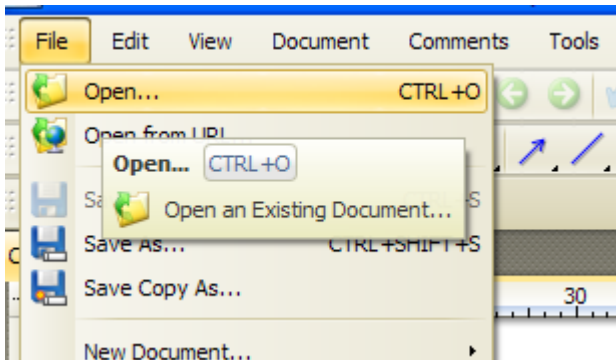 File Edit View Document Comments Tools
Open... CTRL+O
Open from URL
Open... CTRL+O
Open an Existing Document...
Save As... CTRL+SHIFT+S
Save Copy As...
30
New Document...